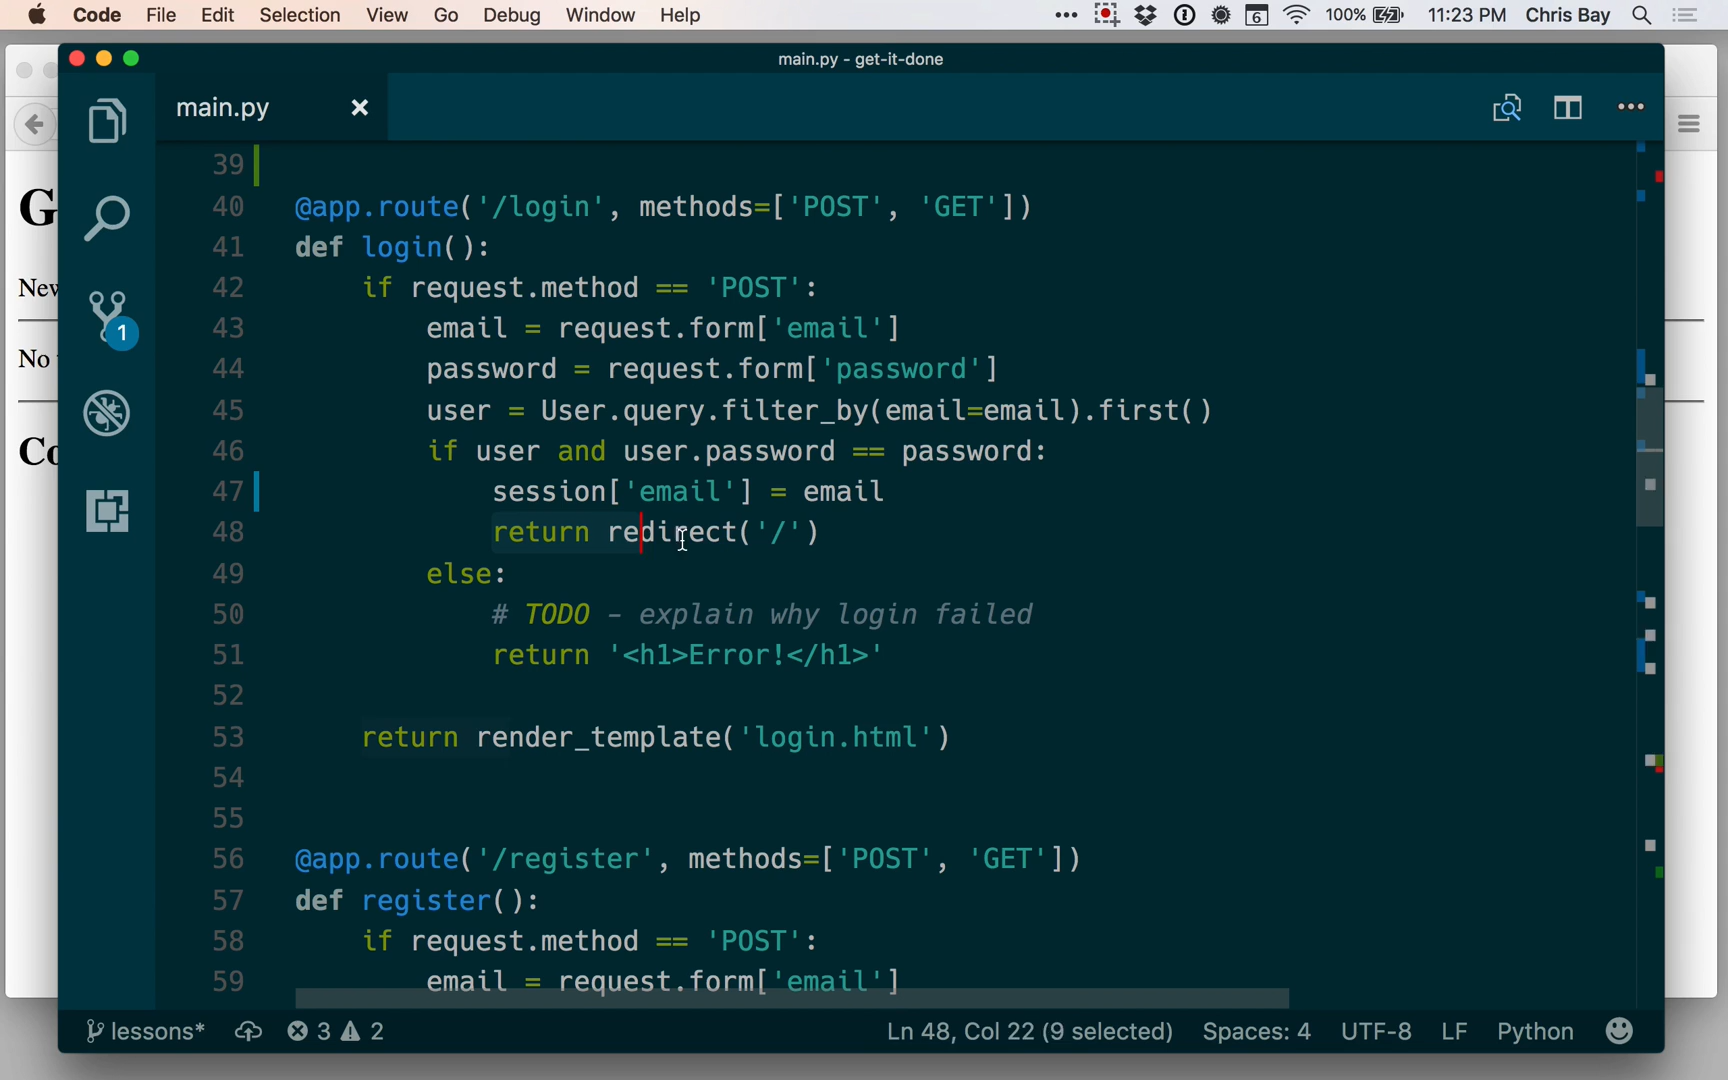 Code File Edit Selection View Go Debug Window Help 6 100% 11:23 PM Chris Bay
main.py - get-it-done
main.py
39
40 @app.route('/login', methods=['POST', 'GET'])
41 def login():
42 if request.method == 'POST':
43 email = request.form['email']
44 password = request.form['password']
45 user = User.query.filter_by(email=email).first()
46 if user and user.password == password:
47 session['email'] = email
48 return redirect('/')
49 else:
50 # TODO - explain why login failed
51 return '<h1>Error!</h1>'
52
53 return render_template('login.html')
54
55
56 @app.route('/register', methods=['POST', 'GET'])
57 def register():
58 if request.method == 'POST':
59 email = request.form['email']
1
lessons* 3 2 Ln 48, Col 22 (9 selected) Spaces: 4 UTF-8 LF Python